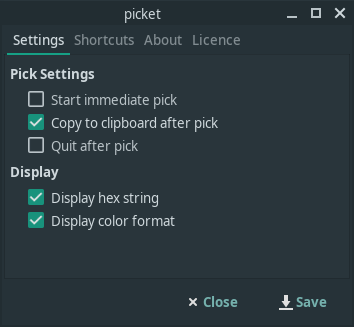 picket
Settings Shortcuts About Licence
Pick Settings
Start immediate pick
Copy to clipboard after pick
Quit after pick
Display
Display hex string
Display color format
Close Save